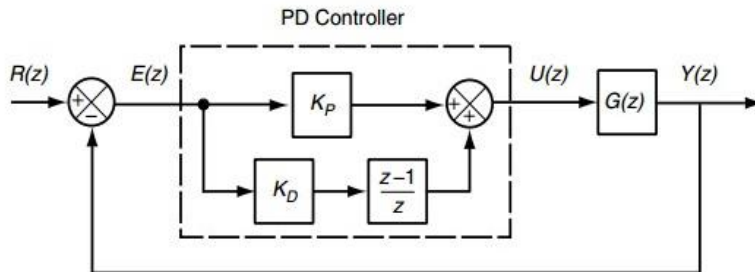 PD Controller
R(z)
E(z)
U(z)
Y(z)
+
−
K_P
+
+
G(z)
K_D
z−1
z